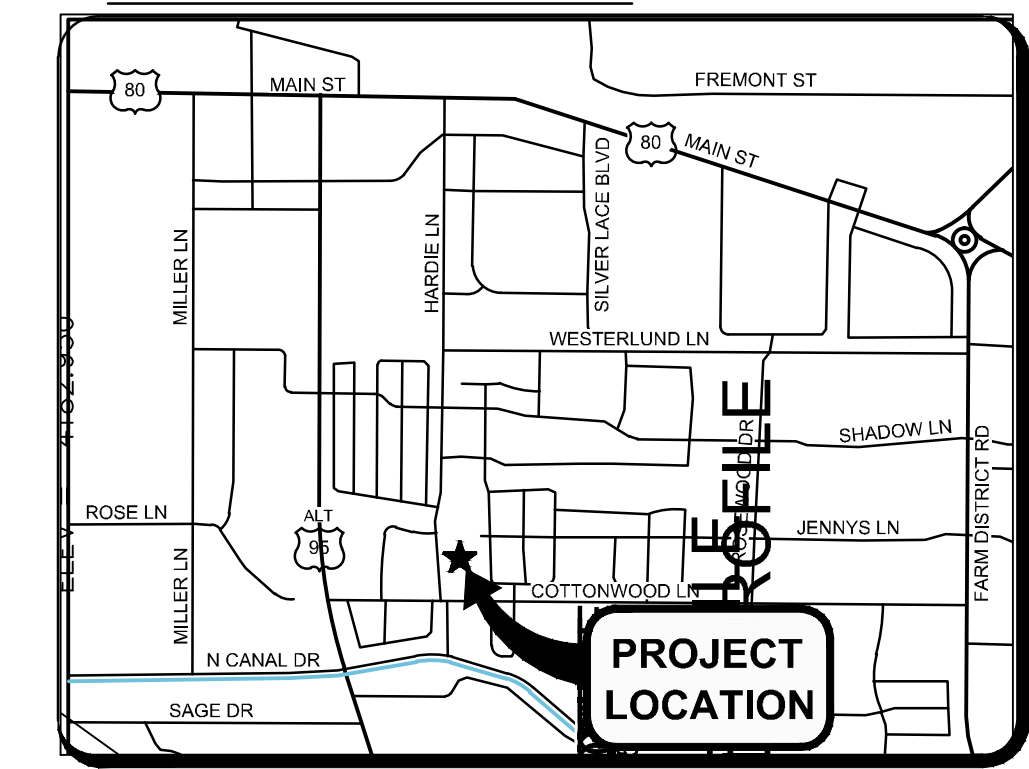 80
MAIN ST
FREMONT ST
80
MAIN ST
SILVER LACE BLVD
HARDIE LN
MILLER LN
WESTERLUND LN
SHADOW LN
FARM DISTRICT RD
ROSE LN
ALT
95
JENNYS LN
MILLER LN
COTTONWOOD LN
PROJECT
LOCATION
N CANAL DR
SAGE DR